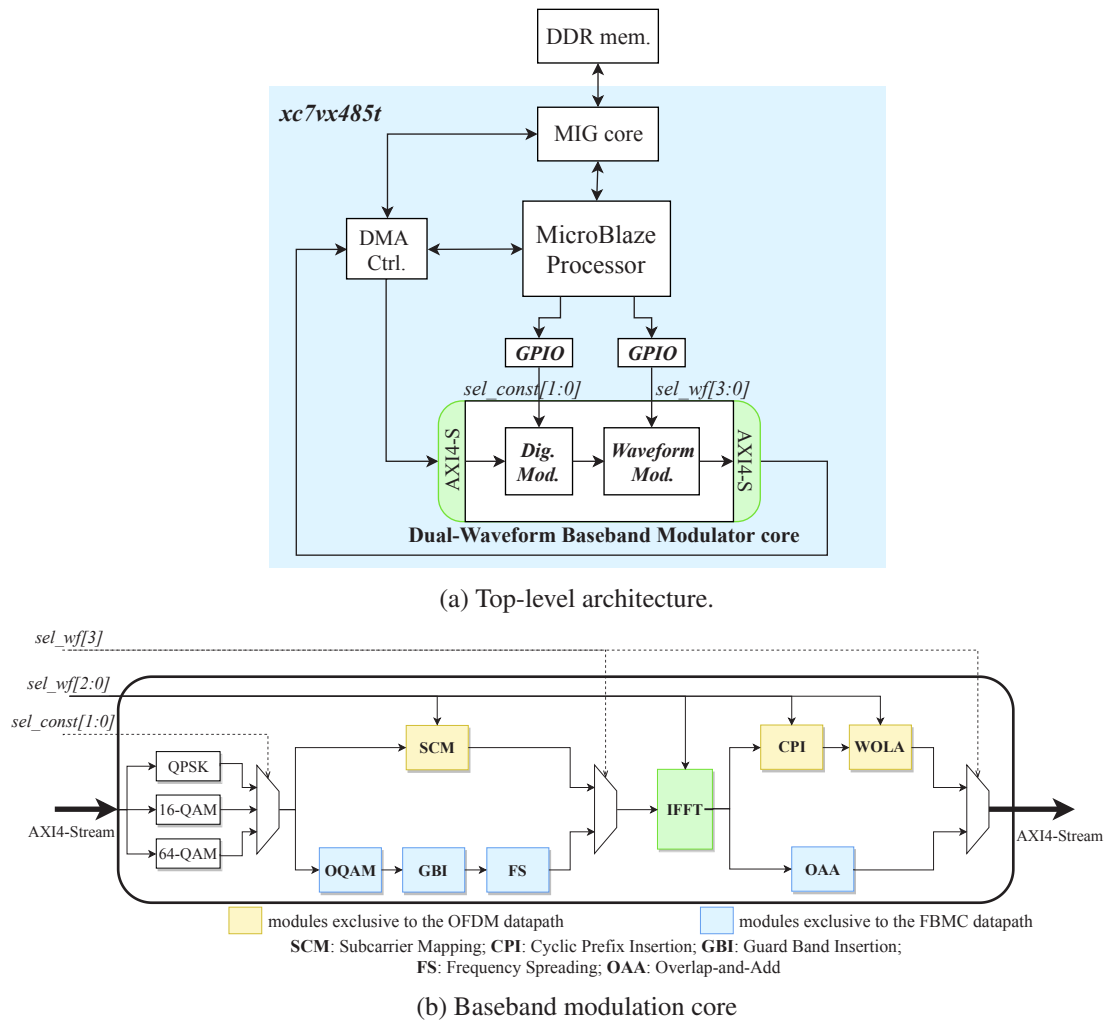 DDR mem.
xc7vx485t
MIG core
DMA
Ctrl.
MicroBlaze
Processor
GPIO
GPIO
sel_const[1:0]
sel_wf[3:0]
AXI4-S
Dig.
Mod.
Waveform
Mod.
AXI4-S
Dual-Waveform Baseband Modulator core
(a) Top-level architecture.
sel_wf[3]
sel_wf[2:0]
sel_const[1:0]
SCM
CPI
WOLA
QPSK
16-QAM
64-QAM
IFFT
AXI4-Stream
AXI4-Stream
OQAM
GBI
FS
OAA
modules exclusive to the OFDM datapath
modules exclusive to the FBMC datapath
SCM: Subcarrier Mapping; CPI: Cyclic Prefix Insertion; GBI: Guard Band Insertion;
FS: Frequency Spreading; OAA: Overlap-and-Add
(b) Baseband modulation core